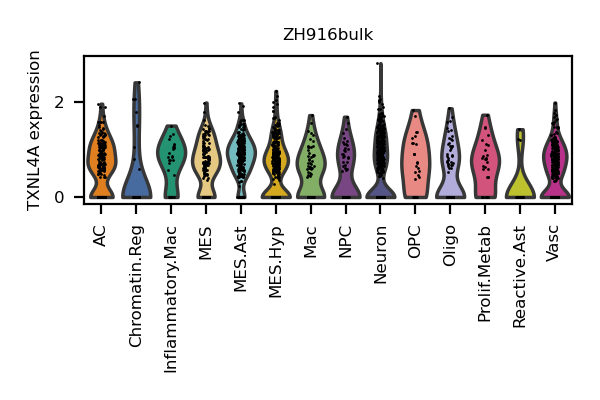 ZH916bulk
TXNL4A expression
2
0
AC
Chromatin.Reg
Inflammatory.Mac
MES
MES.Ast
MES.Hyp
Mac
NPC
Neuron
OPC
Oligo
Prolif.Metab
Reactive.Ast
Vasc